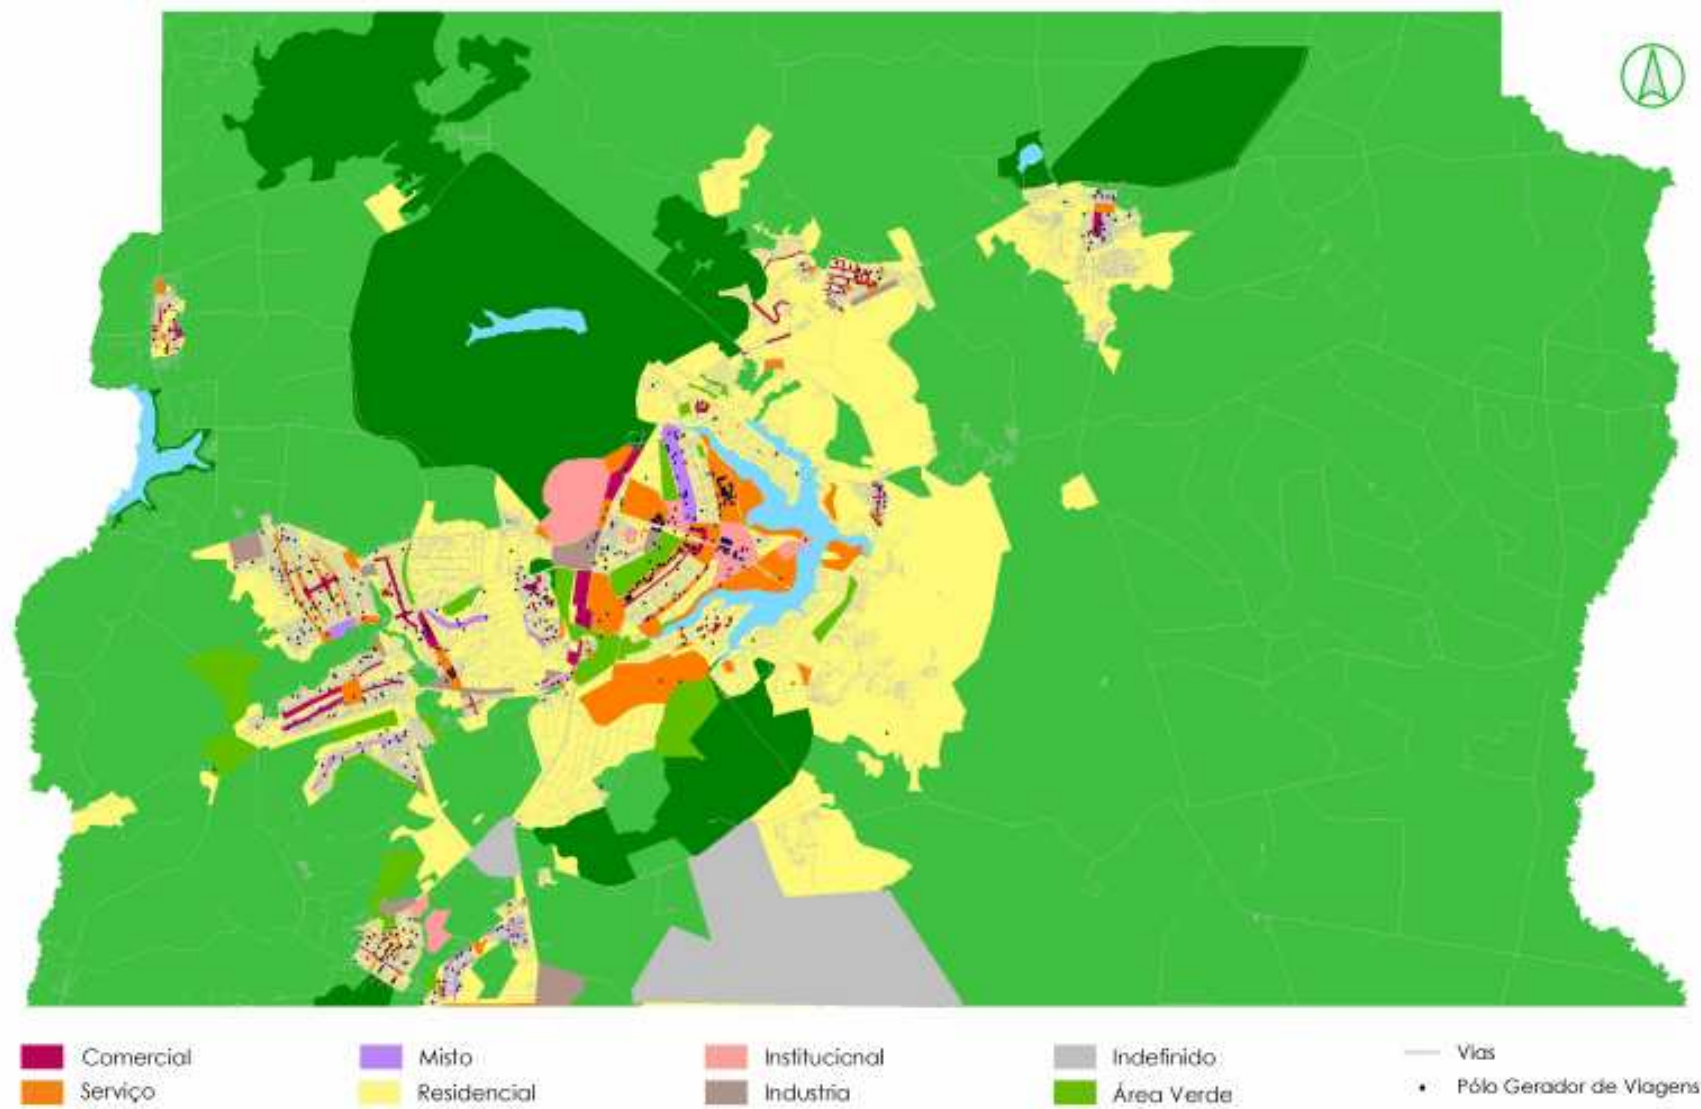 Comercial
Serviço
Misto
Residencial
Institucional
Industria
Indefinido
Área Verde
Vias
Pólo Gerador de Viagens